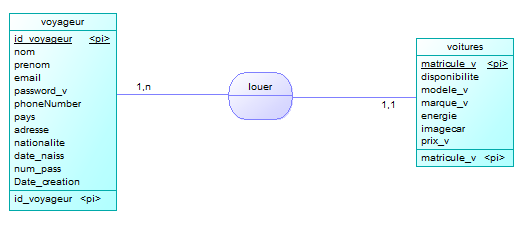 voyageur
id_voyageur <pi>
nom
prenom
email
password_v
phoneNumber
pays
adresse
nationalite
date_naiss
num_pass
Date_creation
id_voyageur <pi>
1,n
louer
1,1
voitures
matricule_v <pi>
disponibilite
modele_v
marque_v
energie
imagecar
prix_v
matricule_v <pi>